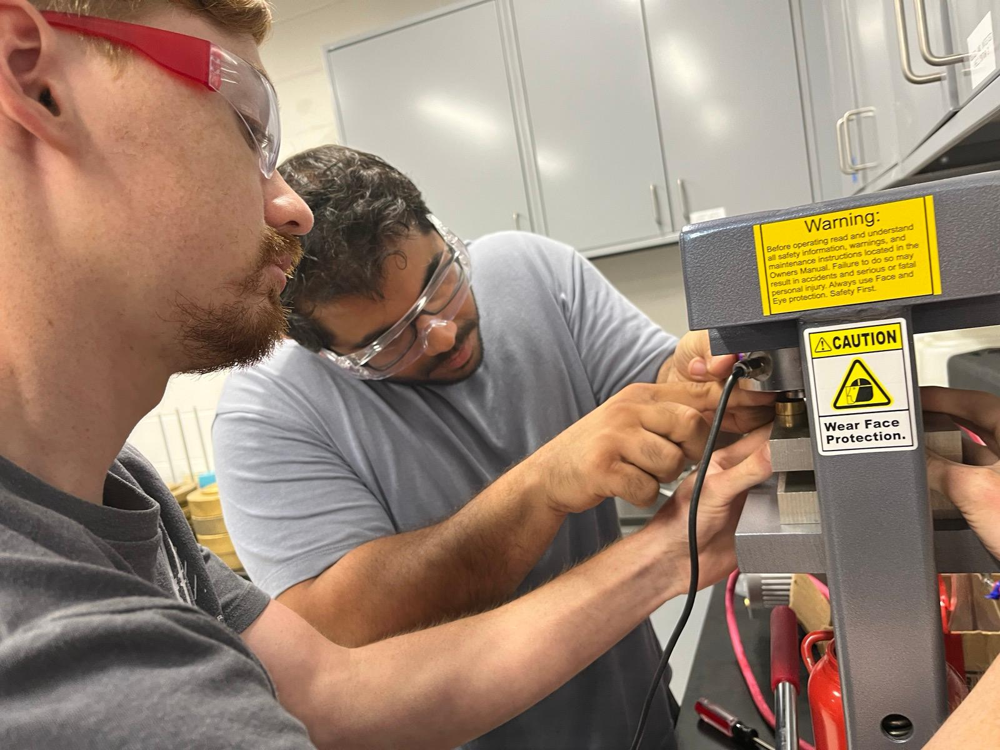 Warning:
Before operating read and understand
all safety information, warnings, and
maintenance instructions located in the
Owners Manual. Failure to do so may
result in accidents and serious or fatal
personal injury. Always use Face and
Eye protection. Safety First.
CAUTION
Wear Face
Protection.